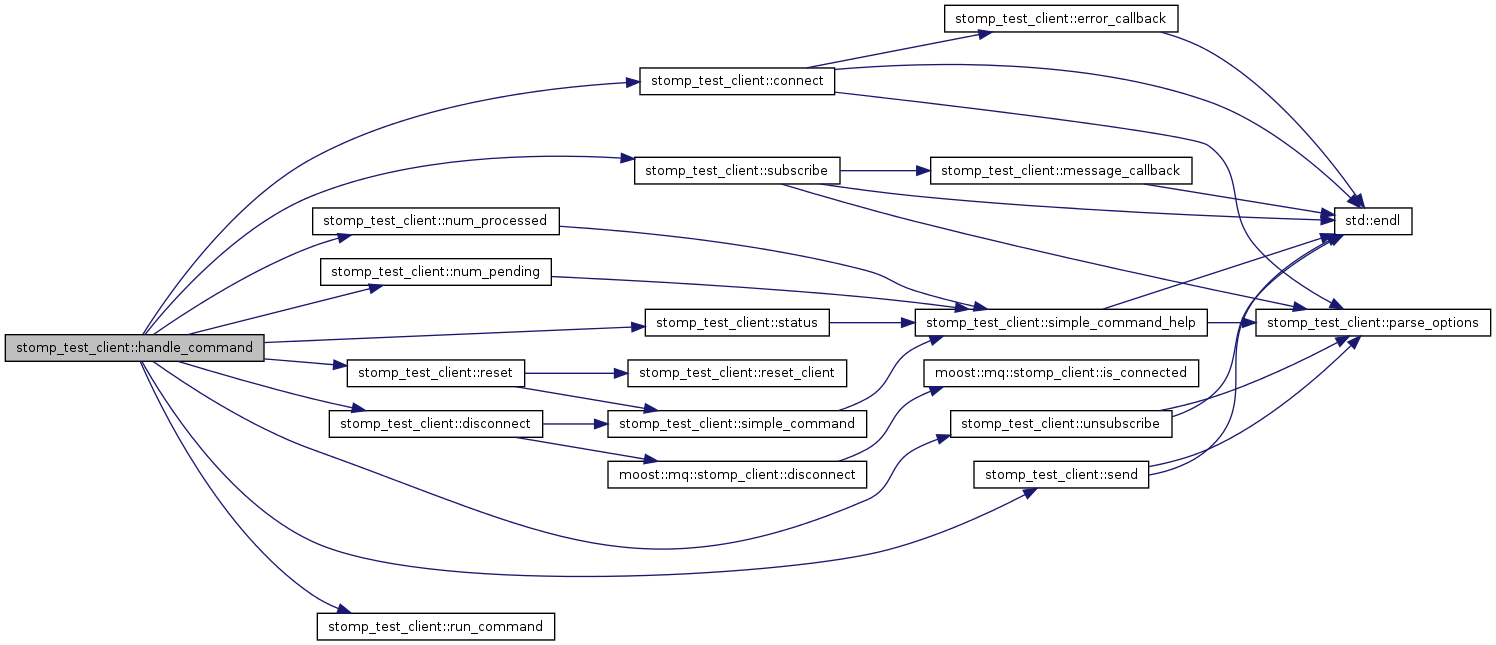 stomp_test_client::error_callback
stomp_test_client::connect
stomp_test_client::subscribe
stomp_test_client::message_callback
stomp_test_client::num_processed
std::endl
stomp_test_client::num_pending
stomp_test_client::status
stomp_test_client::simple_command_help
stomp_test_client::parse_options
stomp_test_client::handle_command
stomp_test_client::reset
stomp_test_client::reset_client
moost::mq::stomp_client::is_connected
stomp_test_client::disconnect
stomp_test_client::simple_command
stomp_test_client::unsubscribe
moost::mq::stomp_client::disconnect
stomp_test_client::send
stomp_test_client::run_command